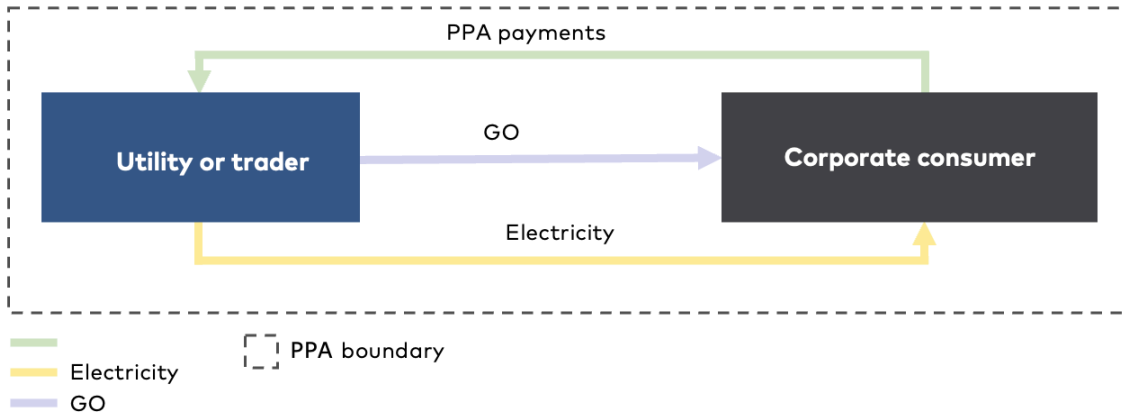 PPA payments
GO
Utility or trader
Corporate consumer
Electricity
PPA boundary
Electricity
GO